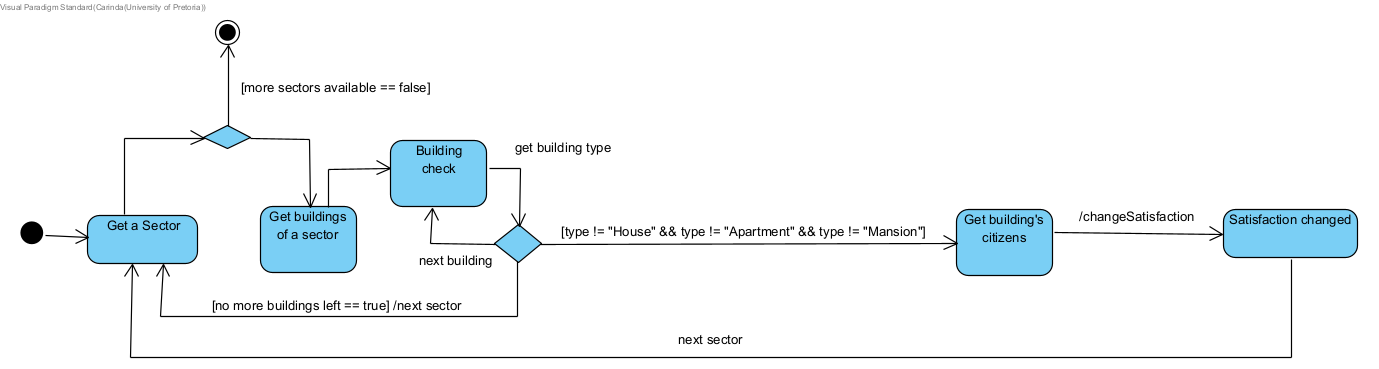 Visual Paradigm Standard(Carinda(University of Pretoria))
[more sectors available == false]
Building
check
get building type
Get a Sector
Get buildings
of a sector
[type != "House" && type != "Apartment" && type != "Mansion"]
Get building's
citizens
/changeSatisfaction
Satisfaction changed
next building
[no more buildings left == true] /next sector
next sector